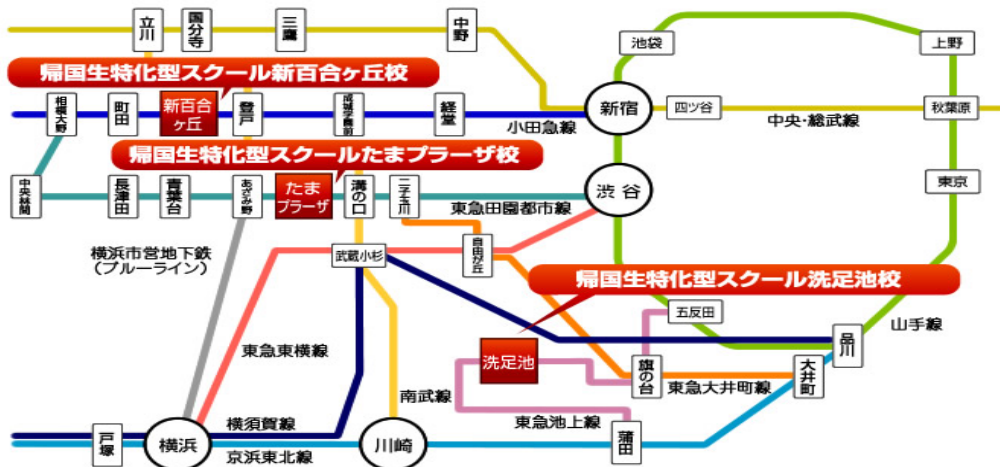 立川
国分寺
三鷹
中野
池袋
上野
帰国生特化型スクール新百合ヶ丘校
相模大野
町田
新百合
ヶ丘
登戸
成城学園前
経堂
小田急線
新宿
四ツ谷
中央・総武線
秋葉原
帰国生特化型スクールたまプラーザ校
中央林間
長津田
青葉台
あざみ野
たま
プラーザ
溝の口
二子玉川
東急田園都市線
渋谷
東京
横浜市営地下鉄
(ブルーライン)
武蔵小杉
自由が丘
帰国生特化型スクール洗足池校
五反田
山手線
品川
東急東横線
洗足池
旗の台
大井町
東急大井町線
南武線
東急池上線
横須賀線
戸塚
横浜
京浜東北線
川崎
蒲田